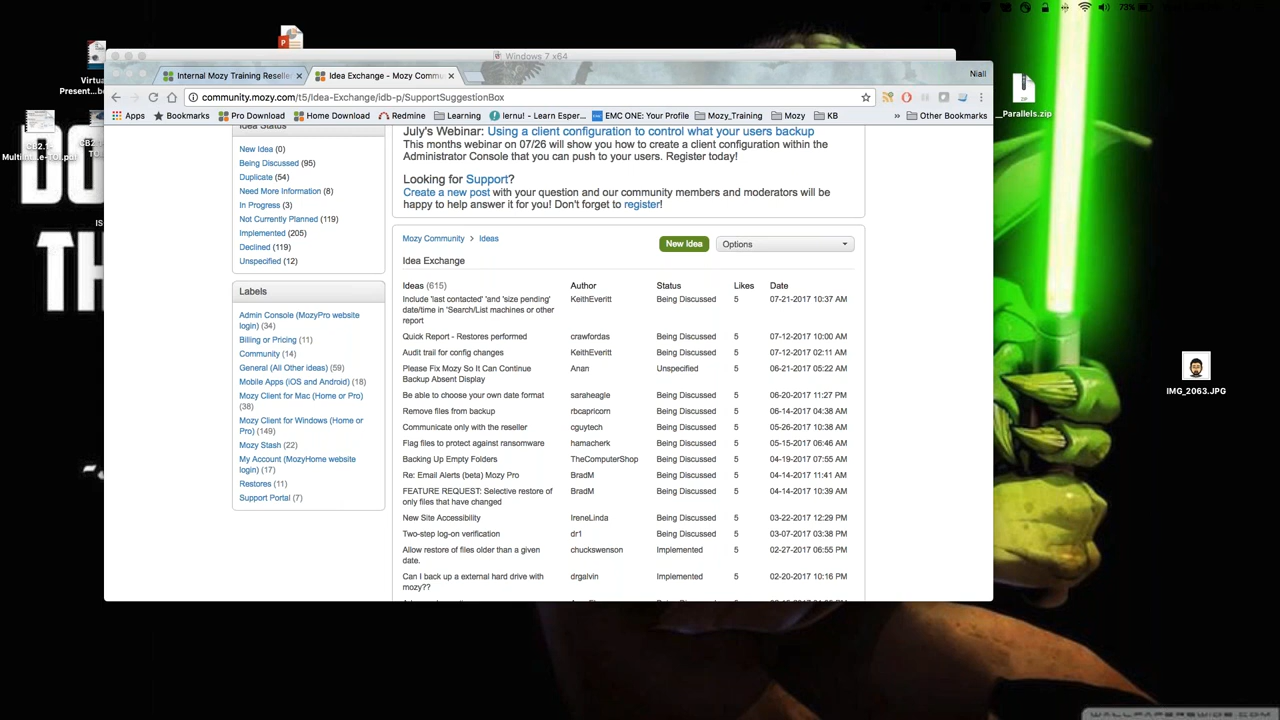 73%
Windows 7 x64
Internal Mozy Training Reselle
Idea Exchange - Mozy Commu
Niall
community.mozy.com/t5/Idea-Exchange/idb-p/SupportSuggestionBox
Apps
Bookmarks
Pro Download
Home Download
Redmine
Learning
lernu! - Learn Esper...
EMC ONE: Your Profile
Mozy_Training
Mozy
KB
»
Other Bookmarks
Virtua
Present...be
CB2.1-
Multim...e-TOI.pdf
__Parallels.zip
IMG_2063.JPG
DO
IS
TH
Idea Status
New Idea (0)
Being Discussed (95)
Duplicate (54)
Need More Information (8)
In Progress (3)
Not Currently Planned (119)
Implemented (205)
Declined (119)
Unspecified (12)
Labels
Admin Console (MozyPro website
login) (34)
Billing or Pricing (11)
Community (14)
General (All Other ideas) (59)
Mobile Apps (iOS and Android) (18)
Mozy Client for Mac (Home or Pro)
(38)
Mozy Client for Windows (Home or
Pro) (149)
Mozy Stash (22)
My Account (MozyHome website
login) (17)
Restores (11)
Support Portal (7)
July's Webinar: Using a client configuration to control what your users backup
This months webinar on 07/26 will show you how to create a client configuration within the
Administrator Console that you can push to your users. Register today!
Looking for Support?
Create a new post with your question and our community members and moderators will be
happy to help answer it for you! Don't forget to register!
Mozy Community > Ideas
New Idea
Options
Idea Exchange
Ideas (615) Author Status Likes Date
Include 'last contacted' and 'size pending' KeithEveritt Being Discussed 5 07-21-2017 10:37 AM
date/time in 'Search/List machines or other
report
Quick Report - Restores performed crawfordas Being Discussed 5 07-12-2017 10:00 AM
Audit trail for config changes KeithEveritt Being Discussed 5 07-12-2017 02:11 AM
Please Fix Mozy So It Can Continue Anan Unspecified 5 06-21-2017 05:22 AM
Backup Absent Display
Be able to choose your own date format saraheagle Being Discussed 5 06-20-2017 11:27 PM
Remove files from backup rbcapricorn Being Discussed 5 06-14-2017 04:38 AM
Communicate only with the reseller cguytech Being Discussed 5 05-26-2017 10:38 AM
Flag files to protect against ransomware hamacherk Being Discussed 5 05-15-2017 06:46 AM
Backing Up Empty Folders TheComputerShop Being Discussed 5 04-19-2017 07:55 AM
Re: Email Alerts (beta) Mozy Pro BradM Being Discussed 5 04-14-2017 11:41 AM
FEATURE REQUEST: Selective restore of BradM Being Discussed 5 04-14-2017 10:39 AM
only files that have changed
New Site Accessibility IreneLinda Being Discussed 5 03-22-2017 12:29 PM
Two-step log-on verification dr1 Being Discussed 5 03-07-2017 03:38 PM
Allow restore of files older than a given chuckswenson Implemented 5 02-27-2017 06:55 PM
date.
Can I back up a external hard drive with drgalvin Implemented 5 02-20-2017 10:16 PM
mozy??
WALLPAPERSWIDE.COM